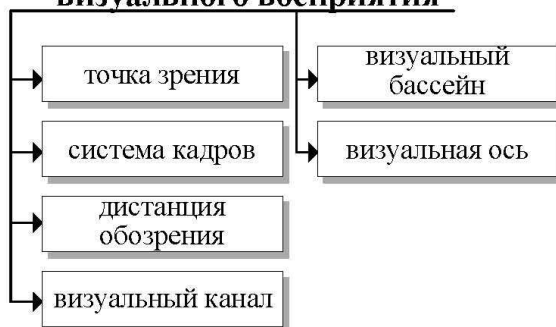 визуального восприятия
точка зрения
система кадров
дистанция
обозрения
визуальный канал
визуальный
бассейн
визуальная ось